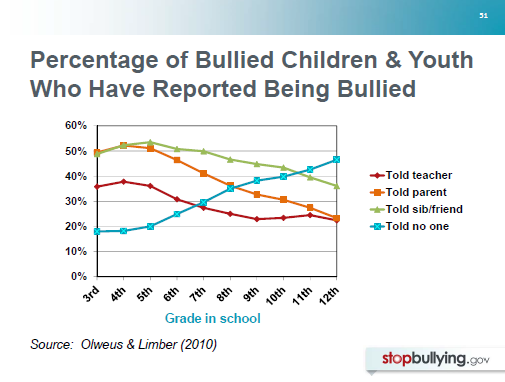 51
Percentage of Bullied Children & Youth
Who Have Reported Being Bullied
60%
50%
40%
30%
20%
10%
0%
3rd
4th
5th
6th
7th
8th
9th
10th
11th
12th
Grade in school
Told teacher
Told parent
Told sib/friend
Told no one
Source: Olweus & Limber (2010)
stopbullying.gov